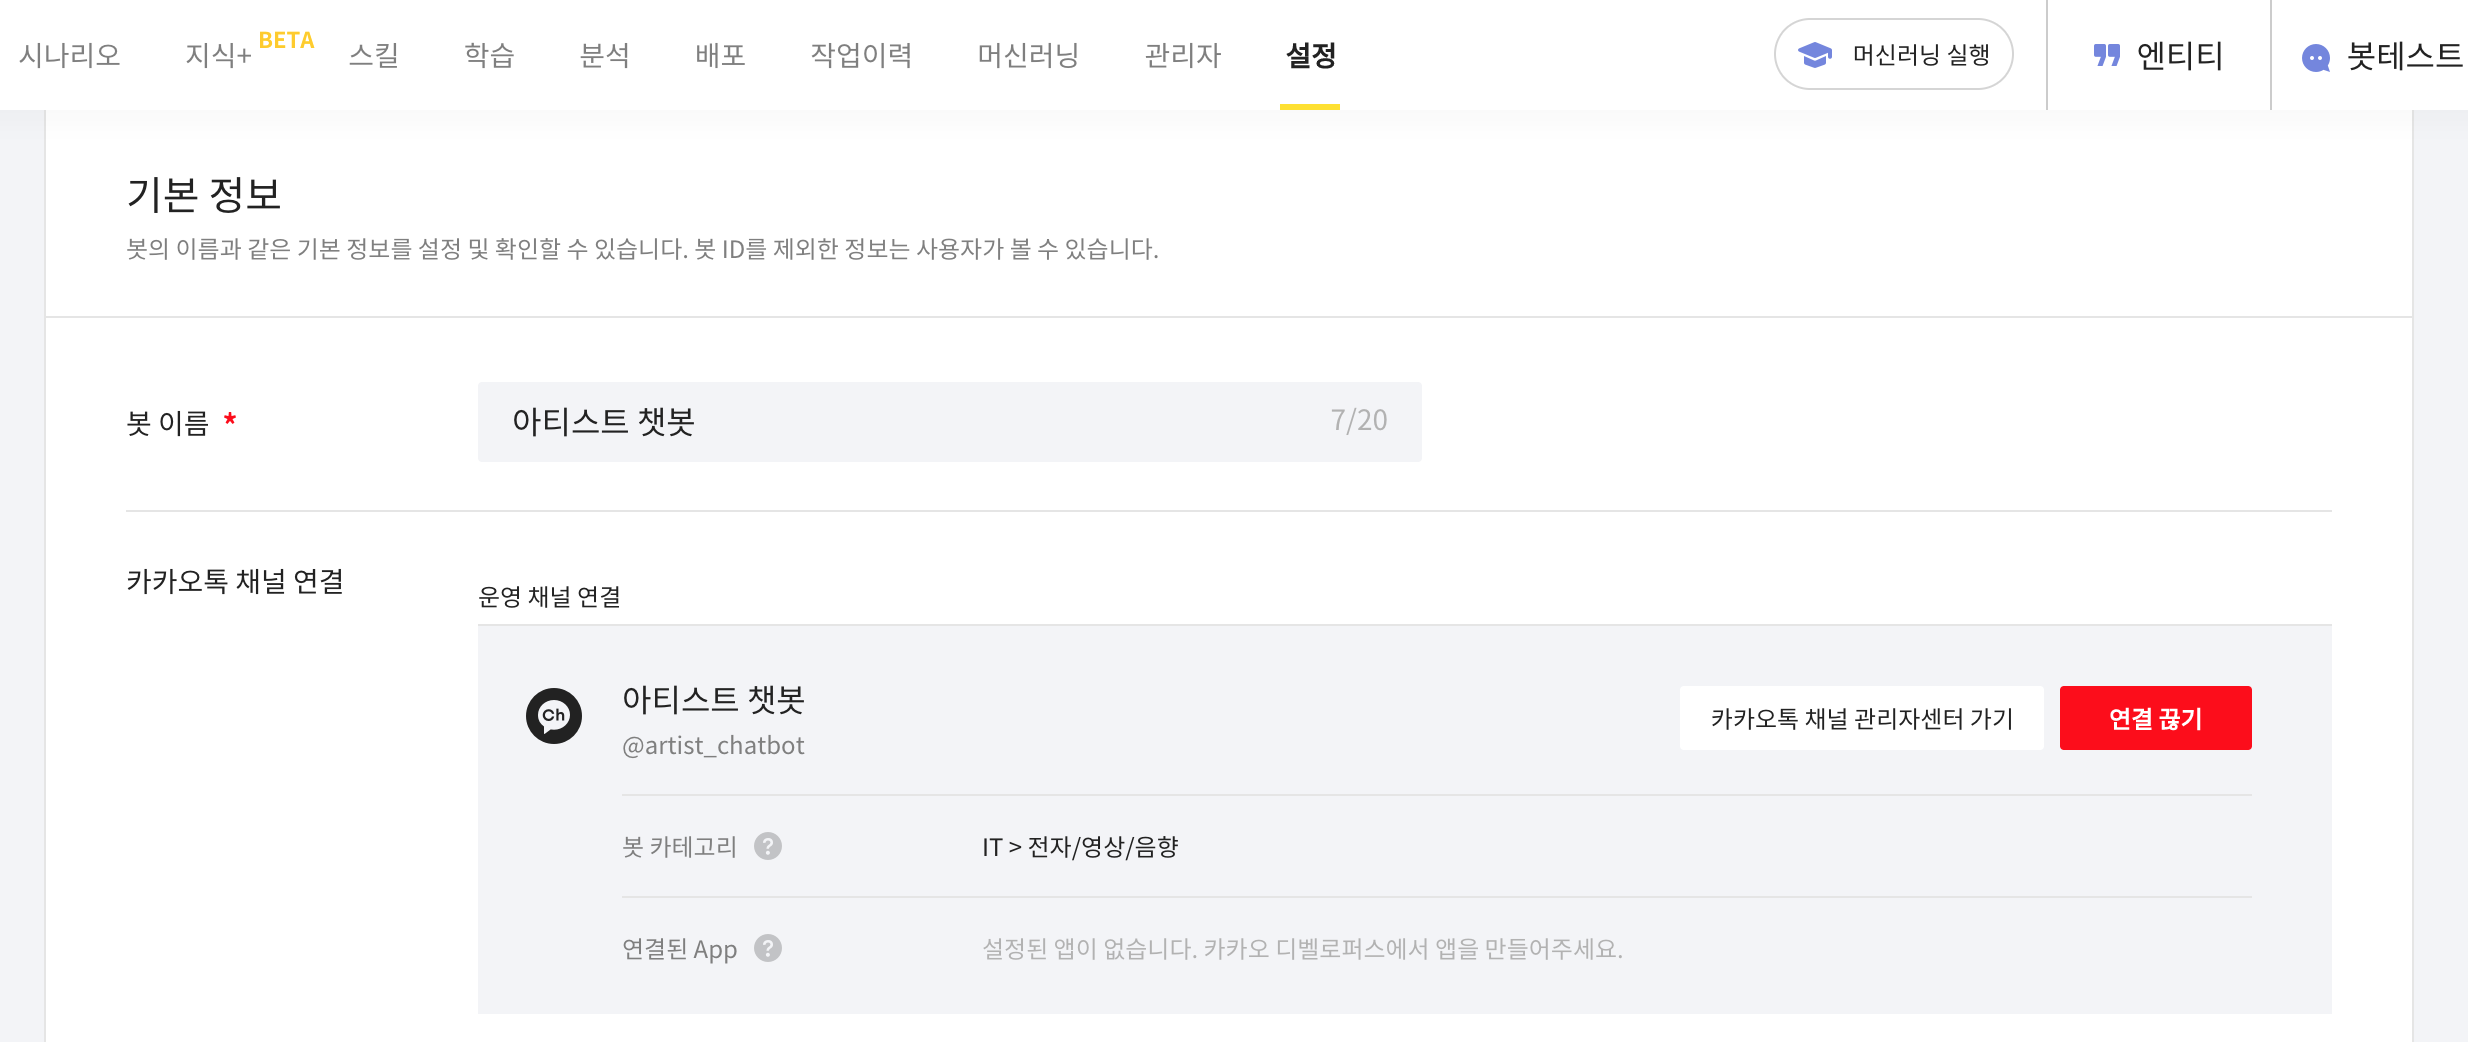 시나리오 지식+ BETA 스킬 학습 분석 배포 작업이력 머신러닝 관리자 설정 머신러닝 실행 엔티티 봇테스트
기본 정보
봇의 이름과 같은 기본 정보를 설정 및 확인할 수 있습니다. 봇 ID를 제외한 정보는 사용자가 볼 수 있습니다.
봇 이름 * 아티스트 챗봇 7/20
카카오톡 채널 연결
운영 채널 연결
Ch 아티스트 챗봇
@artist_chatbot
카카오톡 채널 관리자센터 가기 연결 끊기
봇 카테고리 ? IT > 전자/영상/음향
연결된 App ? 설정된 앱이 없습니다. 카카오 디벨로퍼스에서 앱을 만들어주세요.